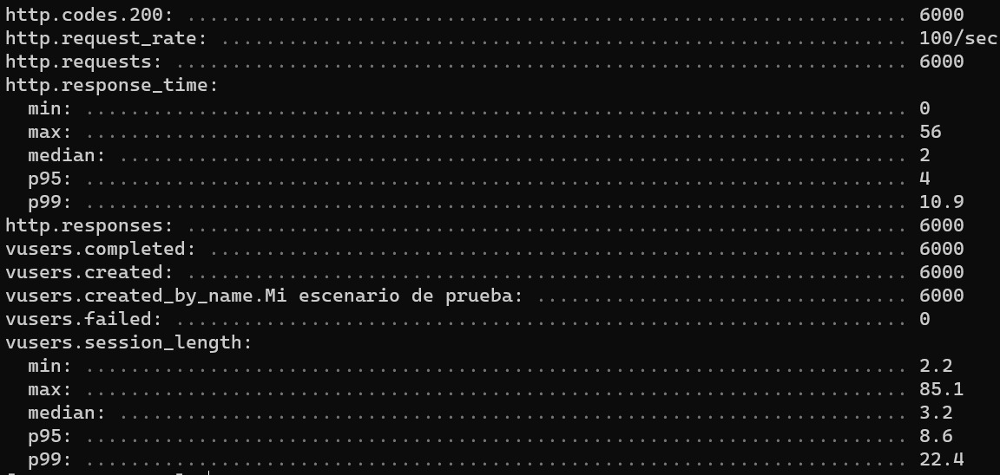 http.codes.200: ................................................................ 6000
http.request_rate: ............................................................. 100/sec
http.requests: ................................................................. 6000
http.response_time:
  min: ......................................................................... 0
  max: ......................................................................... 56
  median: ...................................................................... 2
  p95: ......................................................................... 4
  p99: ......................................................................... 10.9
http.responses: ................................................................ 6000
vusers.completed: .............................................................. 6000
vusers.created: ................................................................ 6000
vusers.created_by_name.Mi escenario de prueba: ................................. 6000
vusers.failed: ................................................................. 0
vusers.session_length:
  min: ......................................................................... 2.2
  max: ......................................................................... 85.1
  median: ...................................................................... 3.2
  p95: ......................................................................... 8.6
  p99: ......................................................................... 22.4